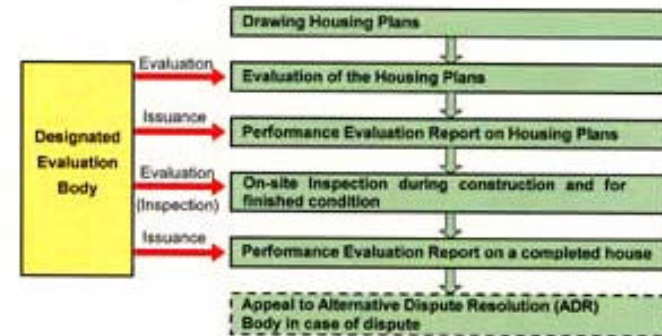 Drawing Housing Plans
Evaluation
Evaluation of the Housing Plans
Issuance
Performance Evaluation Report on Housing Plans
Designated
Evaluation
Body
Evaluation
(Inspection)
On-site Inspection during construction and for
finished condition
Issuance
Performance Evaluation Report on a completed house
Appeal to Alternative Dispute Resolution (ADR)
Body in case of dispute